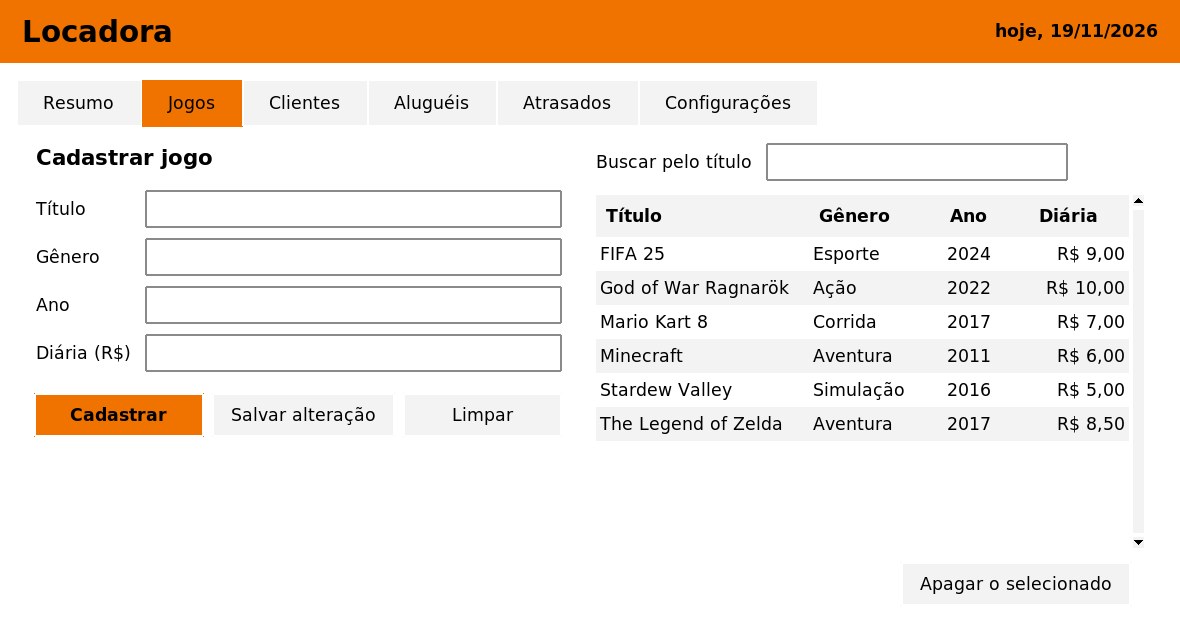 Locadora
hoje, 19/11/2026
Resumo Jogos Clientes Aluguéis Atrasados Configurações
Cadastrar jogo
Título
Gênero
Ano
Diária (R$)
Cadastrar Salvar alteração Limpar
Buscar pelo título
Título Gênero Ano Diária
FIFA 25 Esporte 2024 R$ 9,00
God of War Ragnarök Ação 2022 R$ 10,00
Mario Kart 8 Corrida 2017 R$ 7,00
Minecraft Aventura 2011 R$ 6,00
Stardew Valley Simulação 2016 R$ 5,00
The Legend of Zelda Aventura 2017 R$ 8,50
Apagar o selecionado